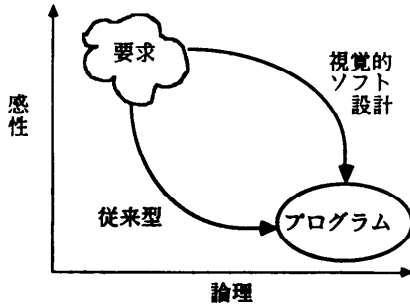 要求
視覚的
ソフト
設計
感性
従来型
プログラム
論理